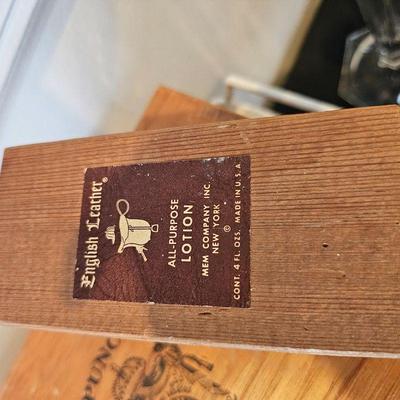 English Leather®
ALL-PURPOSE
LOTION
MEM COMPANY INC.
NEW YORK
©
CONT. 4 FL. OZS. MADE IN U.S.A.
PUNC